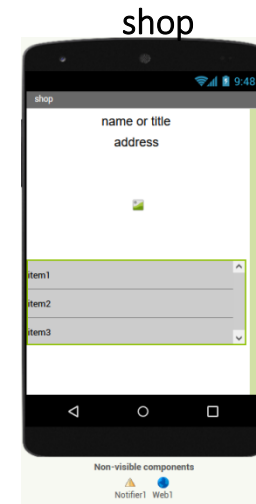 shop
9:48
shop
name or title
address
item1
item2
item3
Non-visible components
Notifier1 Web1